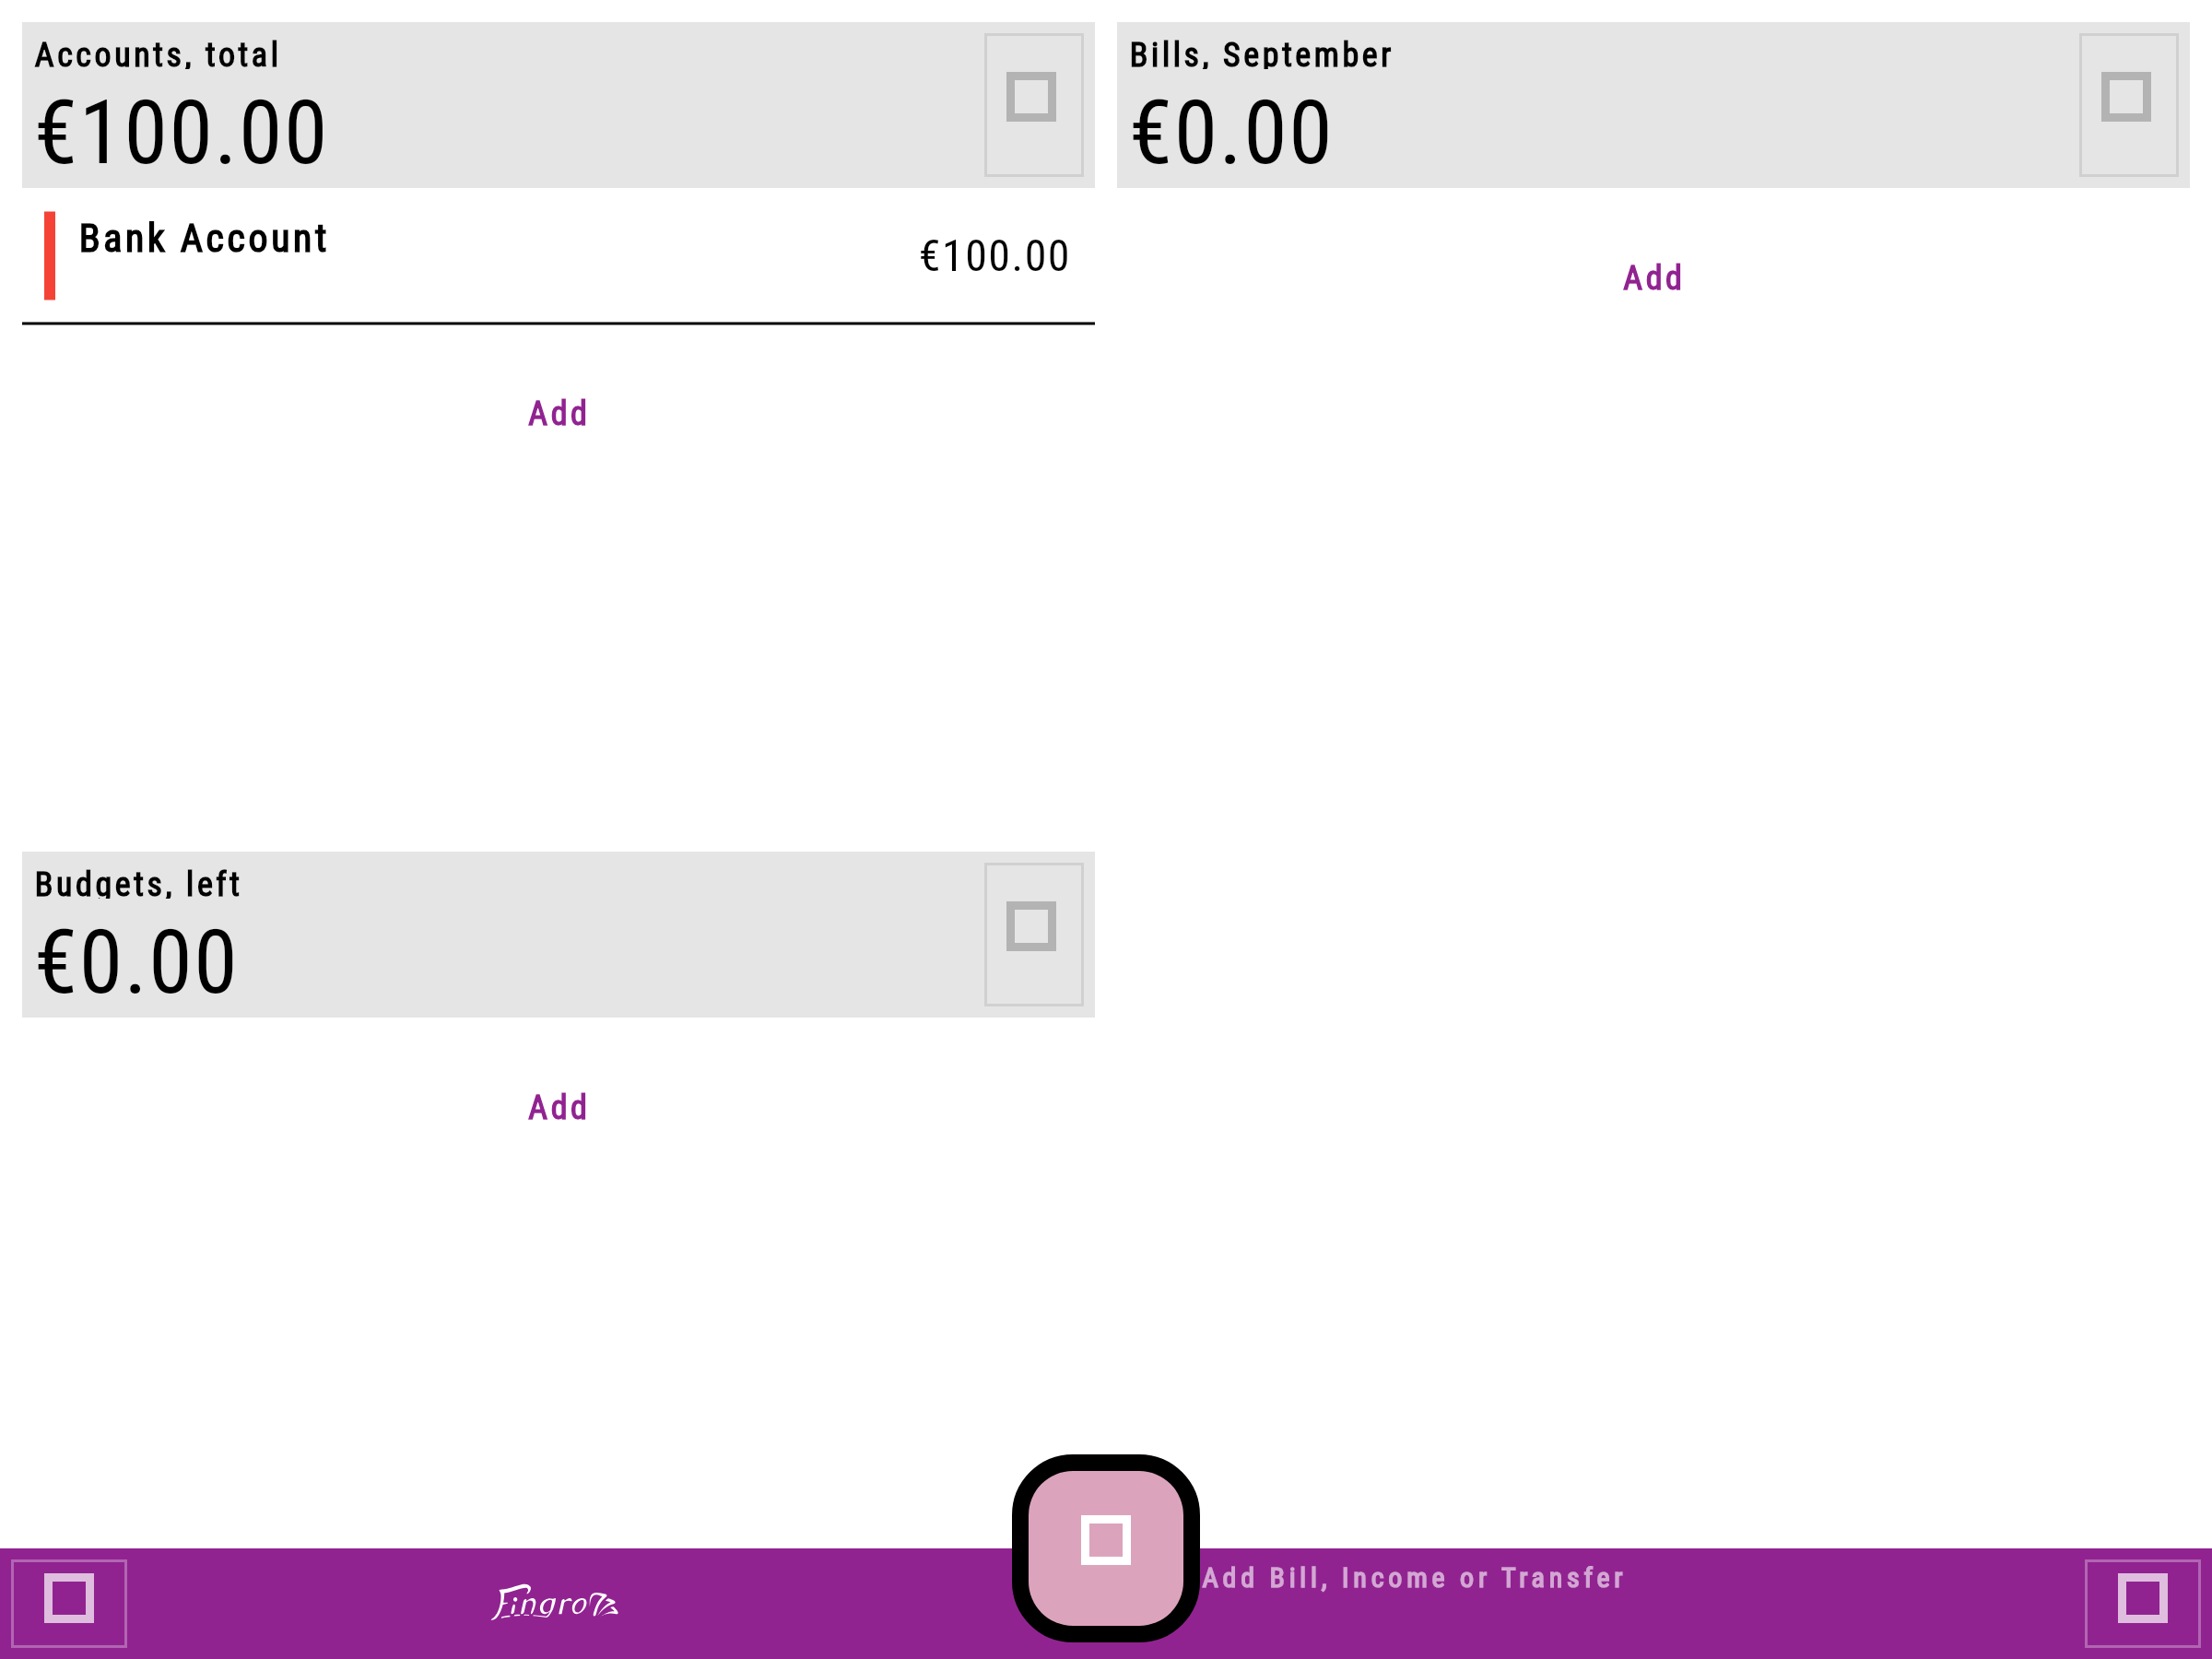 Accounts, total
€100.00
Bank Account
€100.00
Add
Bills, September
€0.00
Add
Budgets, left
€0.00
Add
Add Bill, Income or Transfer